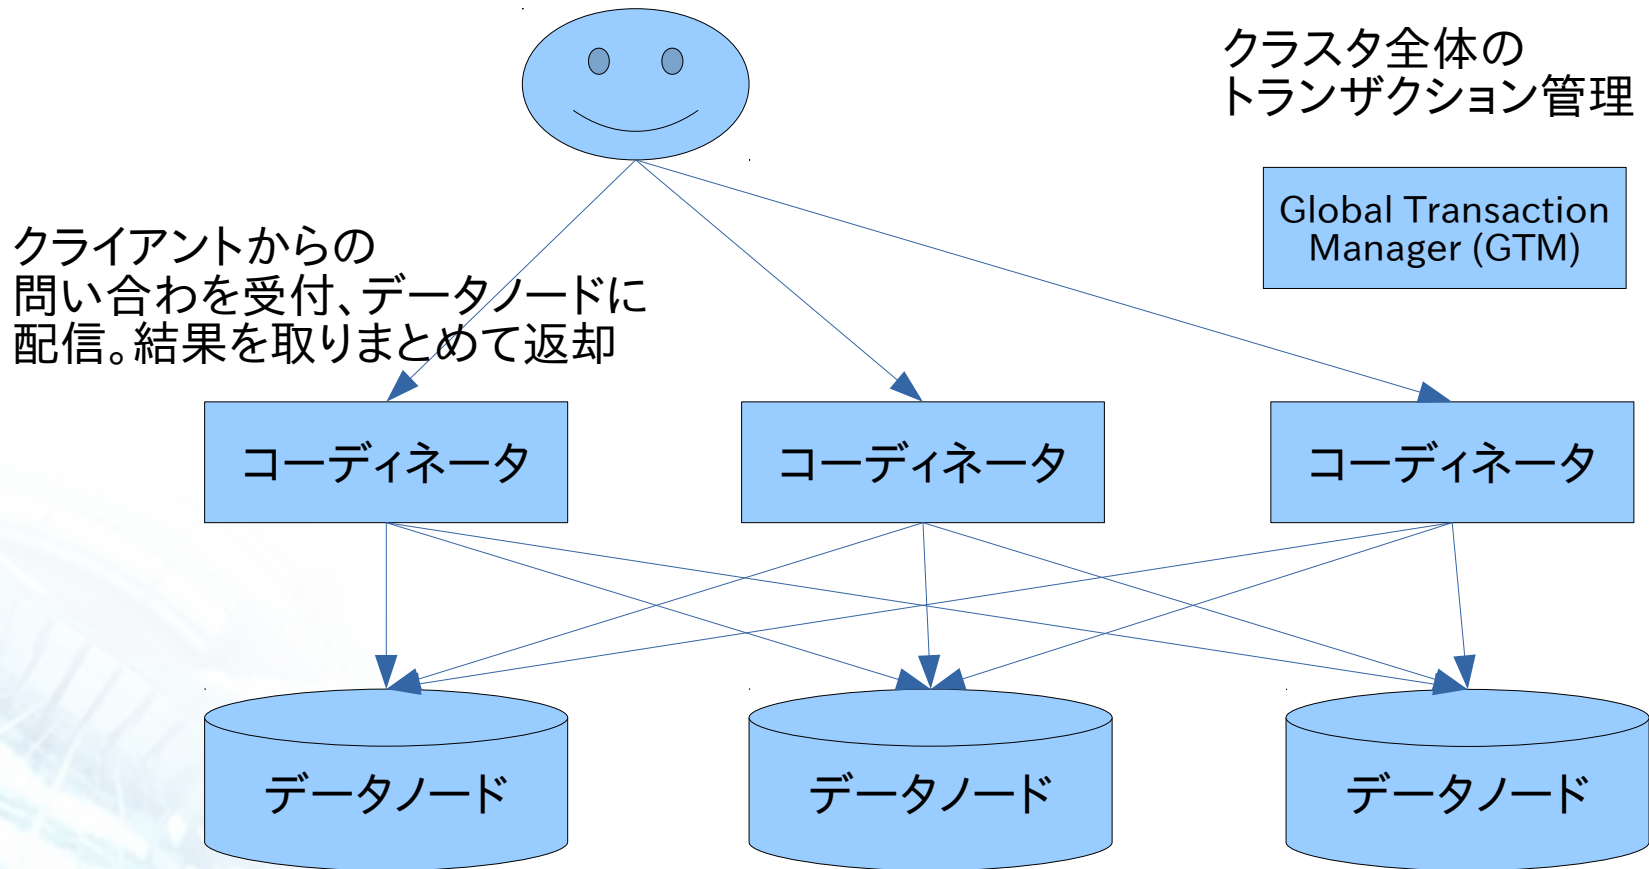 クラスタ全体の
トランザクション管理
Global Transaction
Manager (GTM)
クライアントからの
問い合わを受付、データノードに
配信。結果を取りまとめて返却
コーディネータ
コーディネータ
コーディネータ
データノード
データノード
データノード